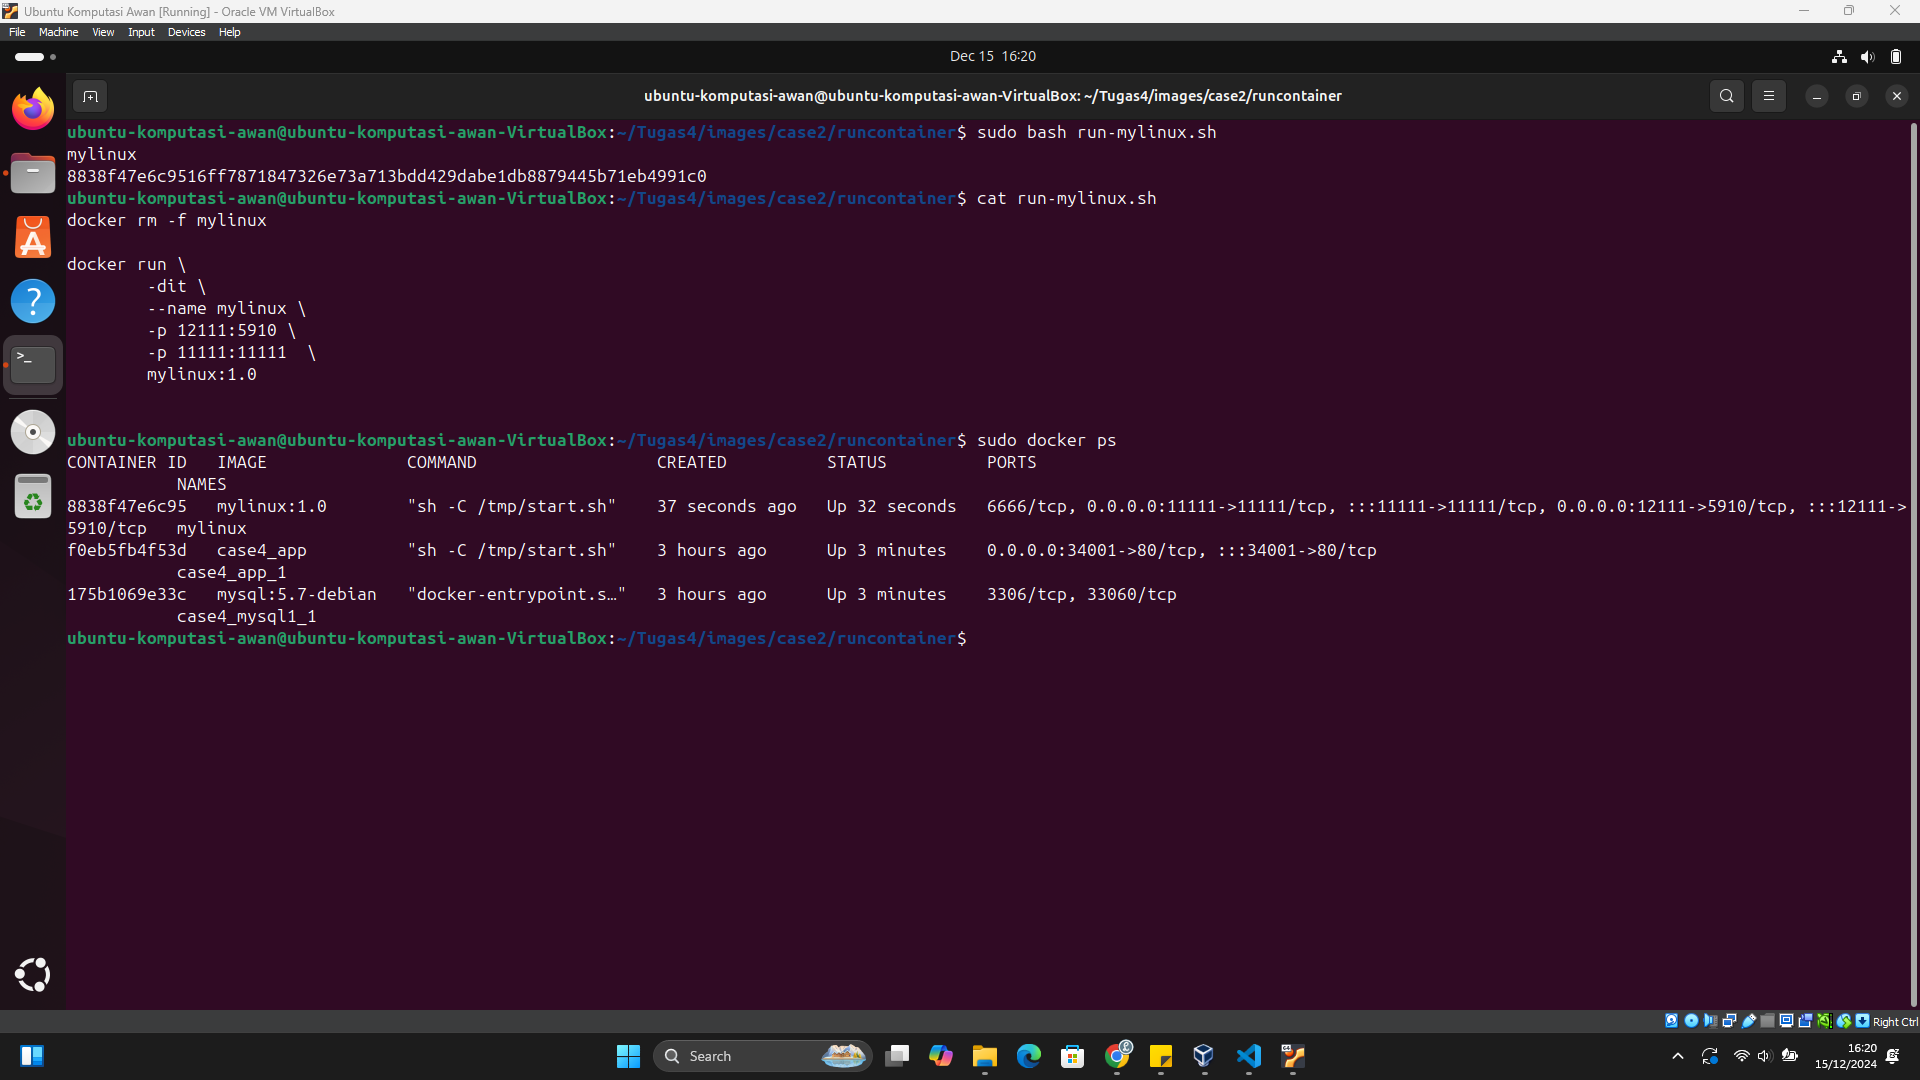 Ubuntu Komputasi Awan [Running] - Oracle VM VirtualBox
File Machine View Input Devices Help
Dec 15 16:20
ubuntu-komputasi-awan@ubuntu-komputasi-awan-VirtualBox: ~/Tugas4/images/case2/runcontainer
ubuntu-komputasi-awan@ubuntu-komputasi-awan-VirtualBox:~/Tugas4/images/case2/runcontainer$ sudo bash run-mylinux.sh
mylinux
8838f47e6c9516ff7871847326e73a713bdd429dabe1db8879445b71eb4991c0
ubuntu-komputasi-awan@ubuntu-komputasi-awan-VirtualBox:~/Tugas4/images/case2/runcontainer$ cat run-mylinux.sh
docker rm -f mylinux
docker run \
-dit \
--name mylinux \
-p 12111:5910 \
-p 11111:11111  \
mylinux:1.0
ubuntu-komputasi-awan@ubuntu-komputasi-awan-VirtualBox:~/Tugas4/images/case2/runcontainer$ sudo docker ps
CONTAINER ID   IMAGE              COMMAND                  CREATED          STATUS          PORTS
NAMES
8838f47e6c95   mylinux:1.0        "sh -C /tmp/start.sh"    37 seconds ago   Up 32 seconds   6666/tcp, 0.0.0.0:11111->11111/tcp, :::11111->11111/tcp, 0.0.0.0:12111->5910/tcp, :::12111->
5910/tcp   mylinux
f0eb5fb4f53d   case4_app          "sh -C /tmp/start.sh"    3 hours ago      Up 3 minutes    0.0.0.0:34001->80/tcp, :::34001->80/tcp
case4_app_1
175b1069e33c   mysql:5.7-debian   "docker-entrypoint.s…"   3 hours ago      Up 3 minutes    3306/tcp, 33060/tcp
case4_mysql1_1
ubuntu-komputasi-awan@ubuntu-komputasi-awan-VirtualBox:~/Tugas4/images/case2/runcontainer$
Right Ctrl
Search
16:20
15/12/2024